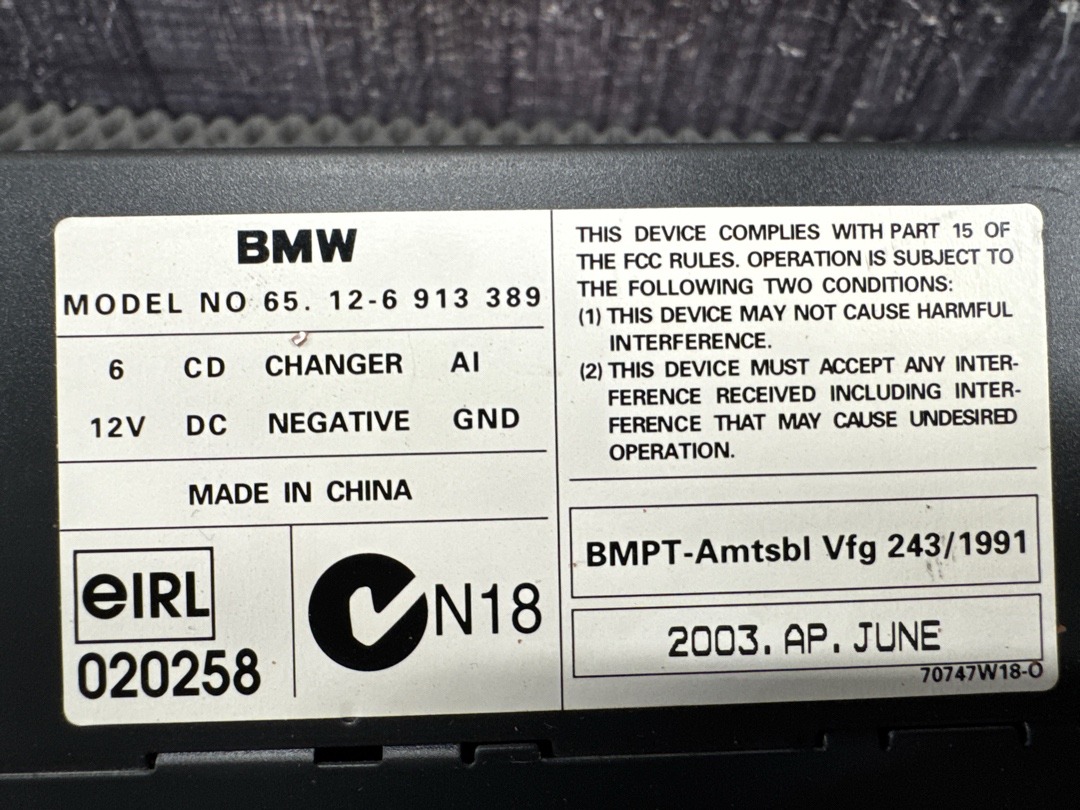 BMW
MODEL NO 65. 12-6 913 389
6 CD CHANGER AI
12V DC NEGATIVE GND
MADE IN CHINA
eIRL
020258
N18
THIS DEVICE COMPLIES WITH PART 15 OF
THE FCC RULES. OPERATION IS SUBJECT TO
THE FOLLOWING TWO CONDITIONS:
(1) THIS DEVICE MAY NOT CAUSE HARMFUL
INTERFERENCE.
(2) THIS DEVICE MUST ACCEPT ANY INTER-
FERENCE RECEIVED INCLUDING INTER-
FERENCE THAT MAY CAUSE UNDESIRED
OPERATION.
BMPT-Amtsbl Vfg 243/1991
2003. AP. JUNE
70747W18-O